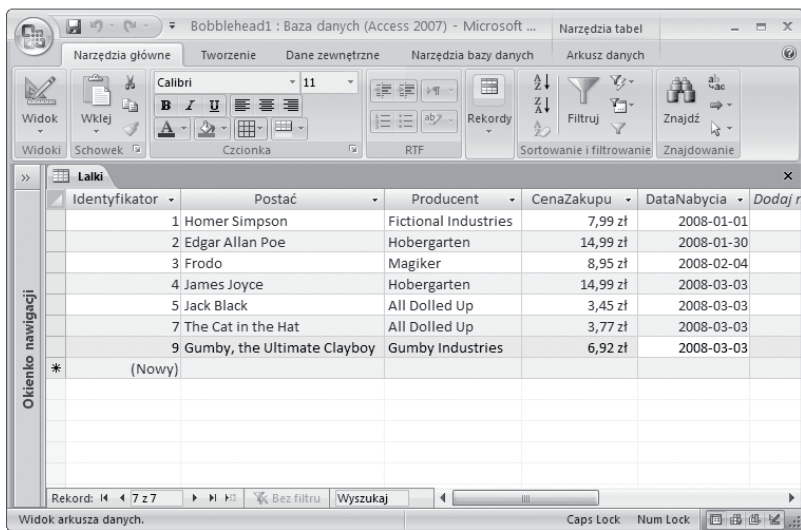 Bobblehead1 : Baza danych (Access 2007) - Microsoft ...
Narzędzia tabel
Narzędzia główne Tworzenie Dane zewnętrzne Narzędzia bazy danych Arkusz danych
Widok
Wklej
Calibri 11
B I U
Rekordy
Filtruj
Znajdź
Widoki Schowek Czcionka RTF Sortowanie i filtrowanie Znajdowanie
Lalki
Okienko nawigacji
Identyfikator Postać Producent CenaZakupu DataNabycia Dodaj r
1 Homer Simpson Fictional Industries 7,99 zł 2008-01-01
2 Edgar Allan Poe Hobergarten 14,99 zł 2008-01-30
3 Frodo Magiker 8,95 zł 2008-02-04
4 James Joyce Hobergarten 14,99 zł 2008-03-03
5 Jack Black All Dolled Up 3,45 zł 2008-03-03
7 The Cat in the Hat All Dolled Up 3,77 zł 2008-03-03
9 Gumby, the Ultimate Clayboy Gumby Industries 6,92 zł 2008-03-03
* (Nowy)
Rekord: 7 z 7 Bez filtru Wyszukaj
Widok arkusza danych. Caps Lock Num Lock